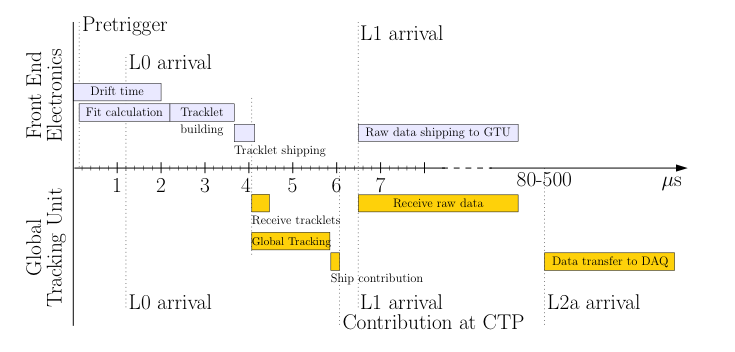 Pretrigger
L1 arrival
L0 arrival
Front End
Electronics
Drift time
Fit calculation
Tracklet
building
Raw data shipping to GTU
Tracklet shipping
1 2 3 4 5 6 7
80-500
µs
Global
Tracking Unit
Receive raw data
Receive tracklets
Global Tracking
Data transfer to DAQ
Ship contribution
L0 arrival
L1 arrival
L2a arrival
Contribution at CTP